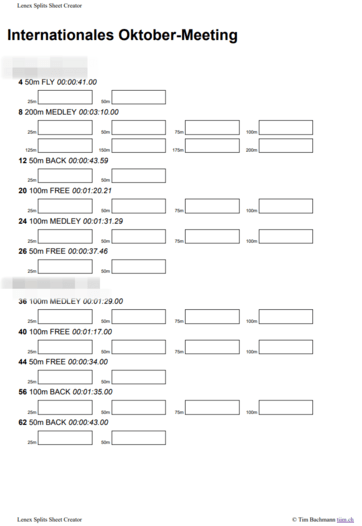 Lenex Splits Sheet Creator
Internationales Oktober-Meeting
4 50m FLY 00:00:41.00
25m 50m
8 200m MEDLEY 00:03:10.00
25m 50m 75m 100m
125m 150m 175m 200m
12 50m BACK 00:00:43.59
25m 50m
20 100m FREE 00:01:20.21
25m 50m 75m 100m
24 100m MEDLEY 00:01:31.29
25m 50m 75m 100m
26 50m FREE 00:00:37.46
25m 50m
36 100m MEDLEY 00:01:29.00
25m 50m 75m 100m
40 100m FREE 00:01:17.00
25m 50m 75m 100m
44 50m FREE 00:00:34.00
25m 50m
56 100m BACK 00:01:35.00
25m 50m 75m 100m
62 50m BACK 00:00:43.00
25m 50m
Lenex Splits Sheet Creator © Tim Bachmann tiim.ch